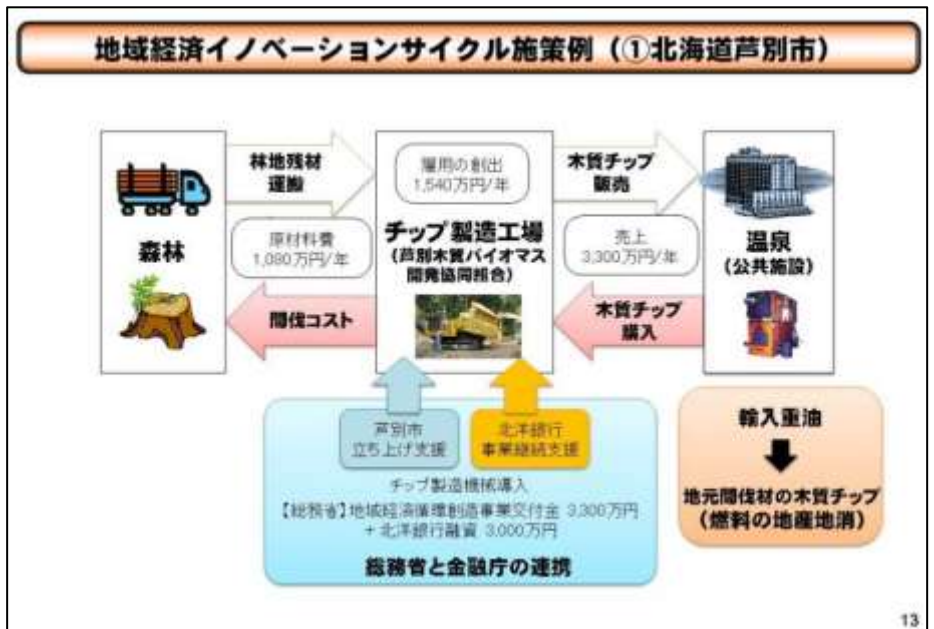 地域経済イノベーションサイクル施策例（①北海道芦別市）
森林
林地残材
運搬
原材料費
1,080万円/年
間伐コスト
雇用の創出
1,540万円/年
チップ製造工場
（芦別木質バイオマス
開発協同組合）
木質チップ
販売
売上
3,300万円/年
木質チップ
購入
温泉
（公共施設）
芦別市
立ち上げ支援
北洋銀行
事業継続支援
チップ製造機械導入
【総務省】地域経済循環創造事業交付金 3,300万円
＋北洋銀行融資 3,000万円
総務省と金融庁の連携
輸入重油
地元間伐材の木質チップ
（燃料の地産地消）
13